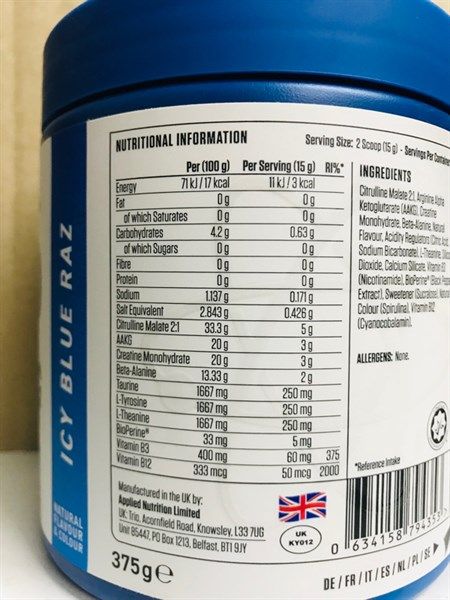 NUTRITIONAL INFORMATION
Serving Size: 2 Scoop (15 g) - Servings Per
Per (100 g) Per Serving (15 g) RI%*
Energy 71 kJ / 17 kcal 11 kJ / 3 kcal
Fat 0 g 0 g
of which Saturates 0 g 0 g
Carbohydrates 4.2 g 0.63 g
of which Sugars 0 g 0 g
Fibre 0 g 0 g
Protein 0 g 0 g
Sodium 1.137 g 0.171 g
Salt Equivalent 2.843 g 0.426 g
Citrulline Malate 2:1 33.3 g 5 g
AAKG 20 g 3 g
Creatine Monohydrate 20 g 3 g
Beta-Alanine 13.33 g 2 g
Taurine 1667 mg 250 mg
L-Tyrosine 1667 mg 250 mg
L-Theanine 1667 mg 250 mg
BioPerine® 33 mg 5 mg
Vitamin B3 400 mg 60 mg 375
Vitamin B12 333 mcg 50 mcg 2000
INGREDIENTS
Citrulline Malate 2:1, Arginine Alpha
Ketoglutarate (AAKG), Creatine
Monohydrate, Beta-Alanine, Natural
Flavour, Acidity Regulators (Citric Acid,
Sodium Bicarbonate), L-Theanine,
Dioxide, Calcium Silicate, Vitamin B3
(Nicotinamide), BioPerine® (Black
Extract), Sweetener (Sucralose),
Colour (Spirulina), Vitamin B12
(Cyanocobalamin).
ALLERGENS: None.
*Reference Intake
Manufactured in the UK by:
Applied Nutrition Limited
UK: Trio, Acornfield Road, Knowsley, L33 7UG
Unit 85447, PO Box 1213, Belfast, BT1 9JY
UK
KY012
375g e
0 634158 794353
DE / FR / IT / ES / NL / PL / SE
ICY BLUE RAZ
NATURAL
FLAVOUR
& COLOUR